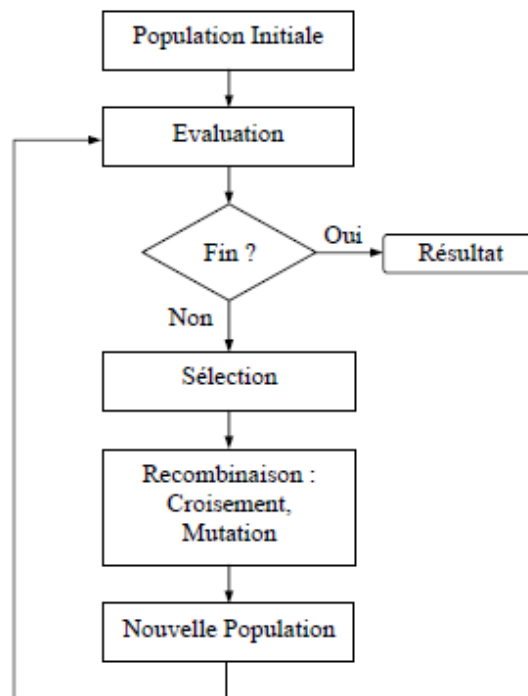 Population Initiale
Evaluation
Fin ?
Oui
Résultat
Non
Sélection
Recombinaison :
Croisement,
Mutation
Nouvelle Population